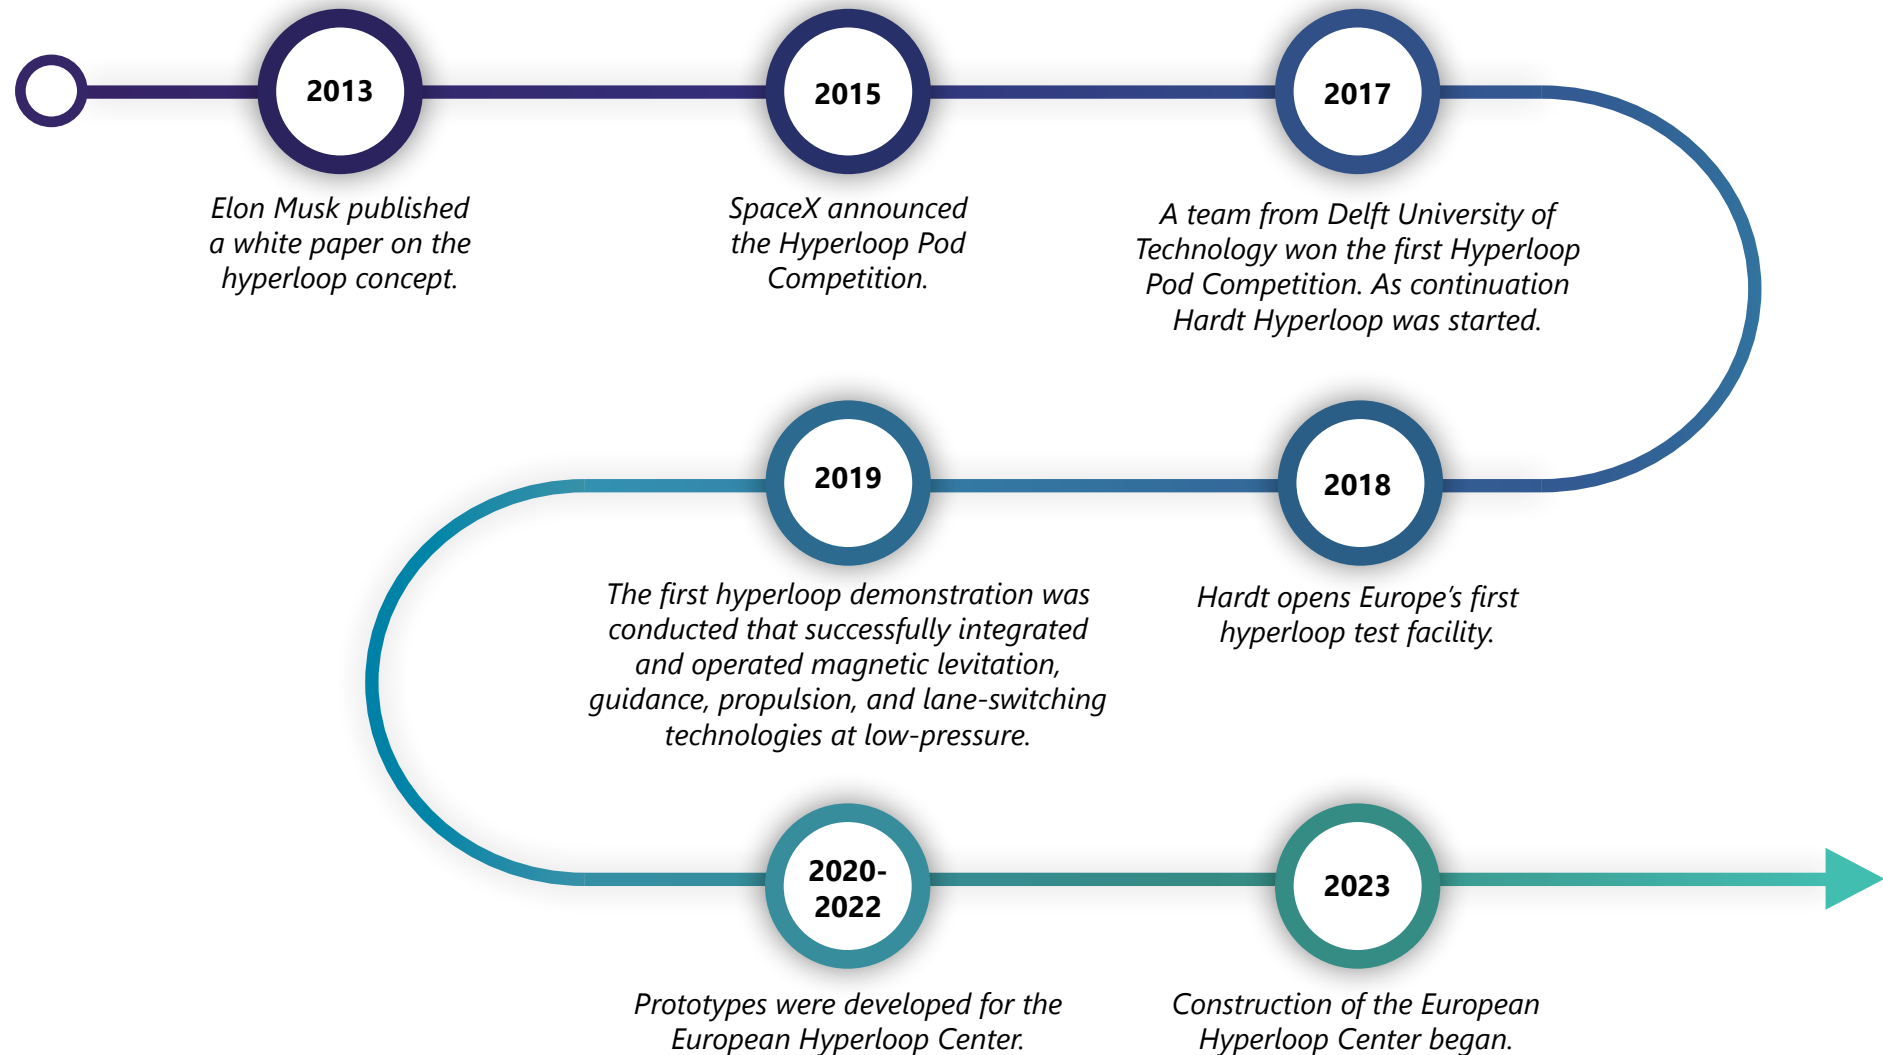 2013
Elon Musk published
a white paper on the
hyperloop concept.
2015
SpaceX announced
the Hyperloop Pod
Competition.
2017
A team from Delft University of
Technology won the first Hyperloop
Pod Competition. As continuation
Hardt Hyperloop was started.
2018
Hardt opens Europe’s first
hyperloop test facility.
2019
The first hyperloop demonstration was
conducted that successfully integrated
and operated magnetic levitation,
guidance, propulsion, and lane-switching
technologies at low-pressure.
2020-
2022
Prototypes were developed for the
European Hyperloop Center.
2023
Construction of the European
Hyperloop Center began.